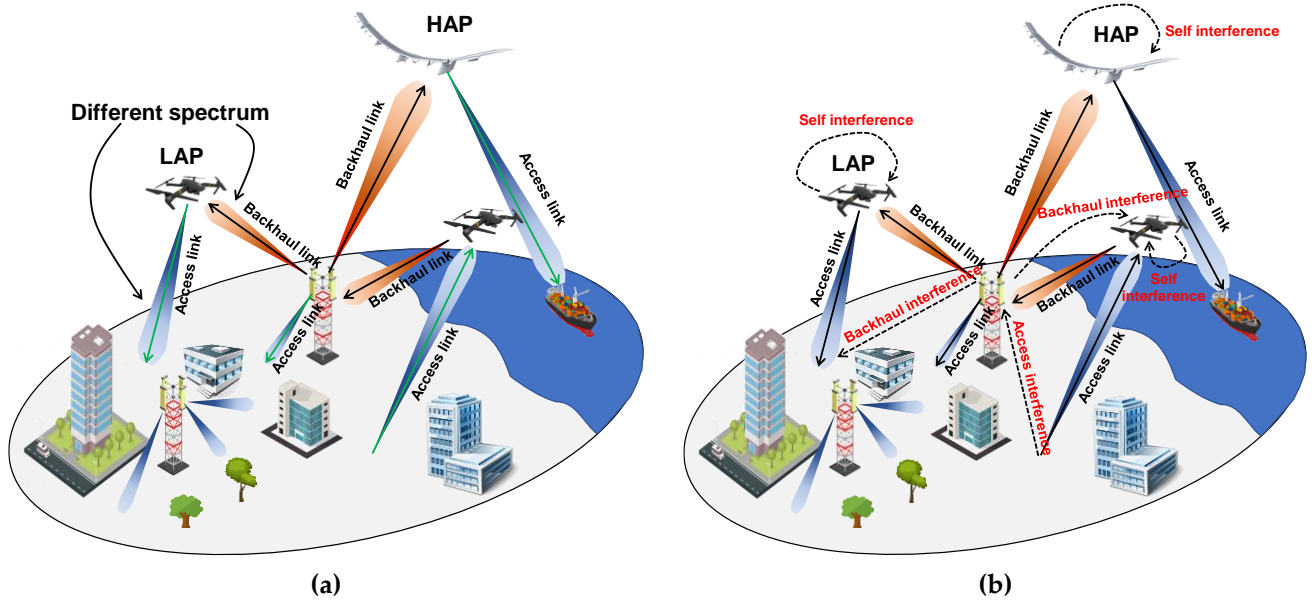 HAP
Different spectrum
LAP
Backhaul link
Access link
Backhaul link
Access link
Backhaul link
Access link
Access link
(a)
HAP
Self interference
Self interference
LAP
Backhaul link
Access link
Backhaul interference
Backhaul link
Access link
Backhaul link
Self
interference
Backhaul interference
Access link
Access interference
Access link
(b)